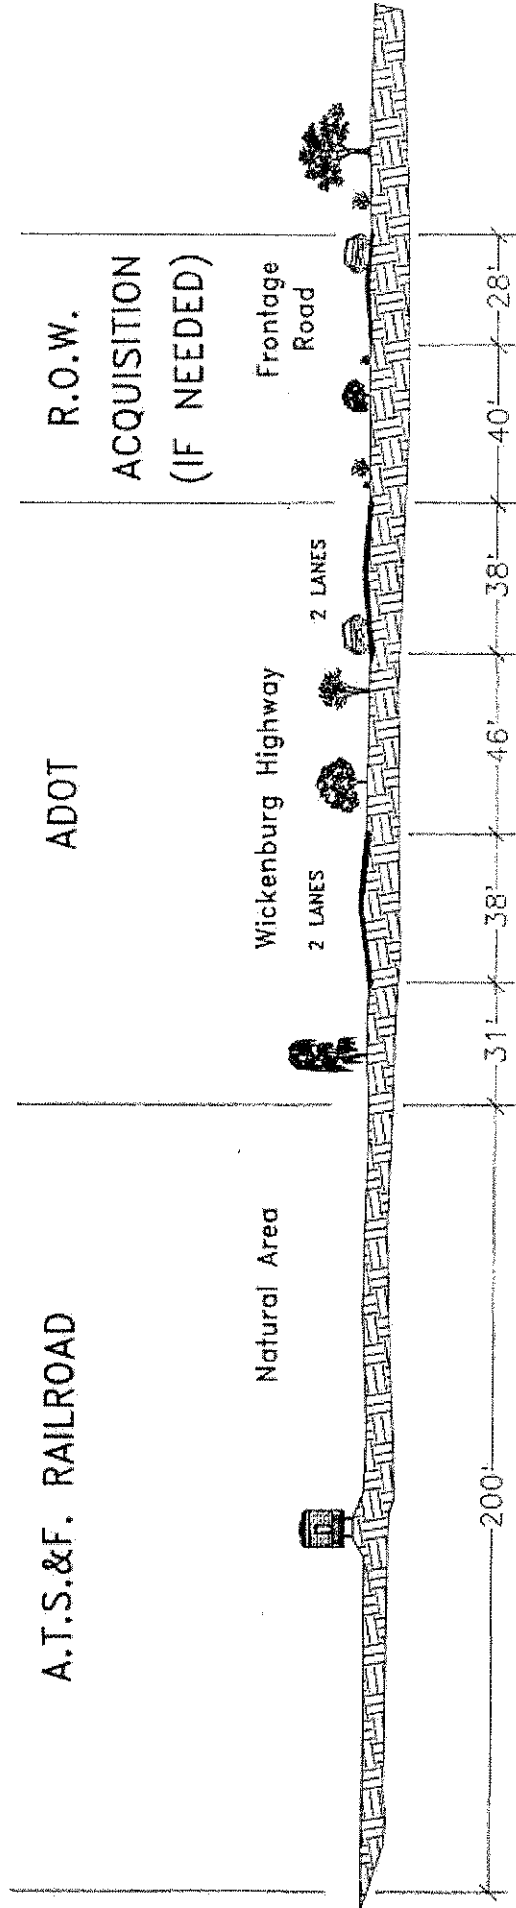 A.T.S.&F. RAILROAD
ADOT
R.O.W.
ACQUISITION
(IF NEEDED)
Natural Area
Wickenburg Highway
2 LANES
2 LANES
Frontage
Road
200'
31'
38'
46'
38'
40'
28'